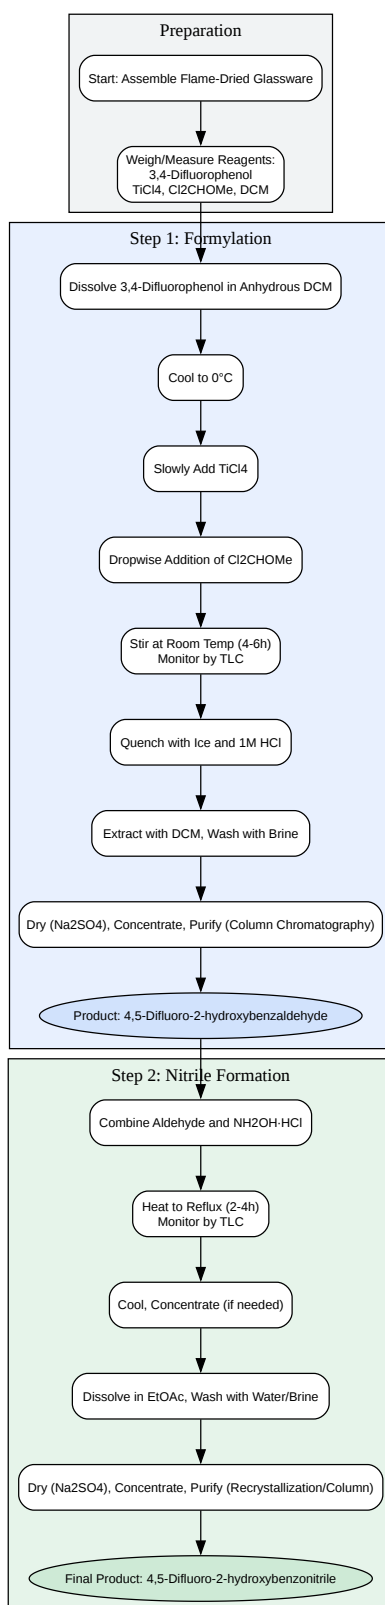 Preparation
Start: Assemble Flame-Dried Glassware
Weigh/Measure Reagents:
3,4-Difluorophenol
TiCl4, Cl2CHOMe, DCM
Step 1: Formylation
Dissolve 3,4-Difluorophenol in Anhydrous DCM
Cool to 0°C
Slowly Add TiCl4
Dropwise Addition of Cl2CHOMe
Stir at Room Temp (4-6h)
Monitor by TLC
Quench with Ice and 1M HCl
Extract with DCM, Wash with Brine
Dry (Na2SO4), Concentrate, Purify (Column Chromatography)
Product: 4,5-Difluoro-2-hydroxybenzaldehyde
Step 2: Nitrile Formation
Combine Aldehyde and NH2OH·HCl
Heat to Reflux (2-4h)
Monitor by TLC
Cool, Concentrate (if needed)
Dissolve in EtOAc, Wash with Water/Brine
Dry (Na2SO4), Concentrate, Purify (Recrystallization/Column)
Final Product: 4,5-Difluoro-2-hydroxybenzonitrile